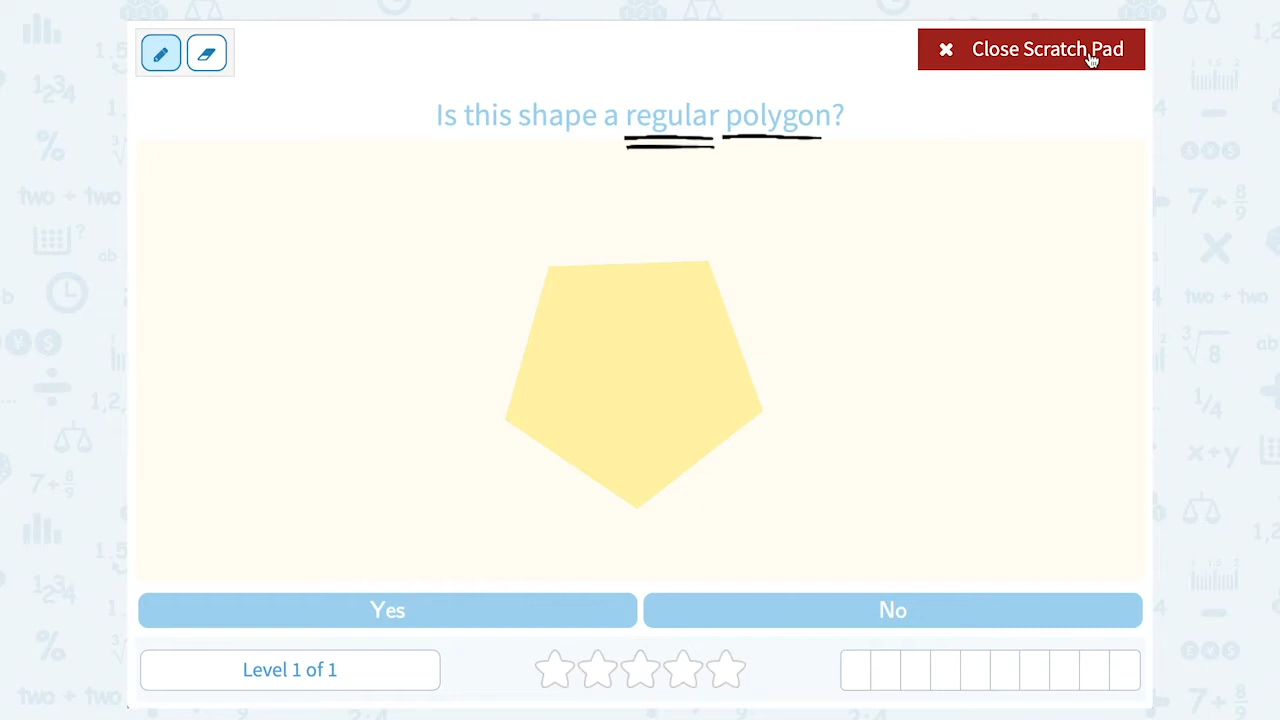 Close Scratch Pad
Is this shape a regular polygon?
Yes
No
Level 1 of 1